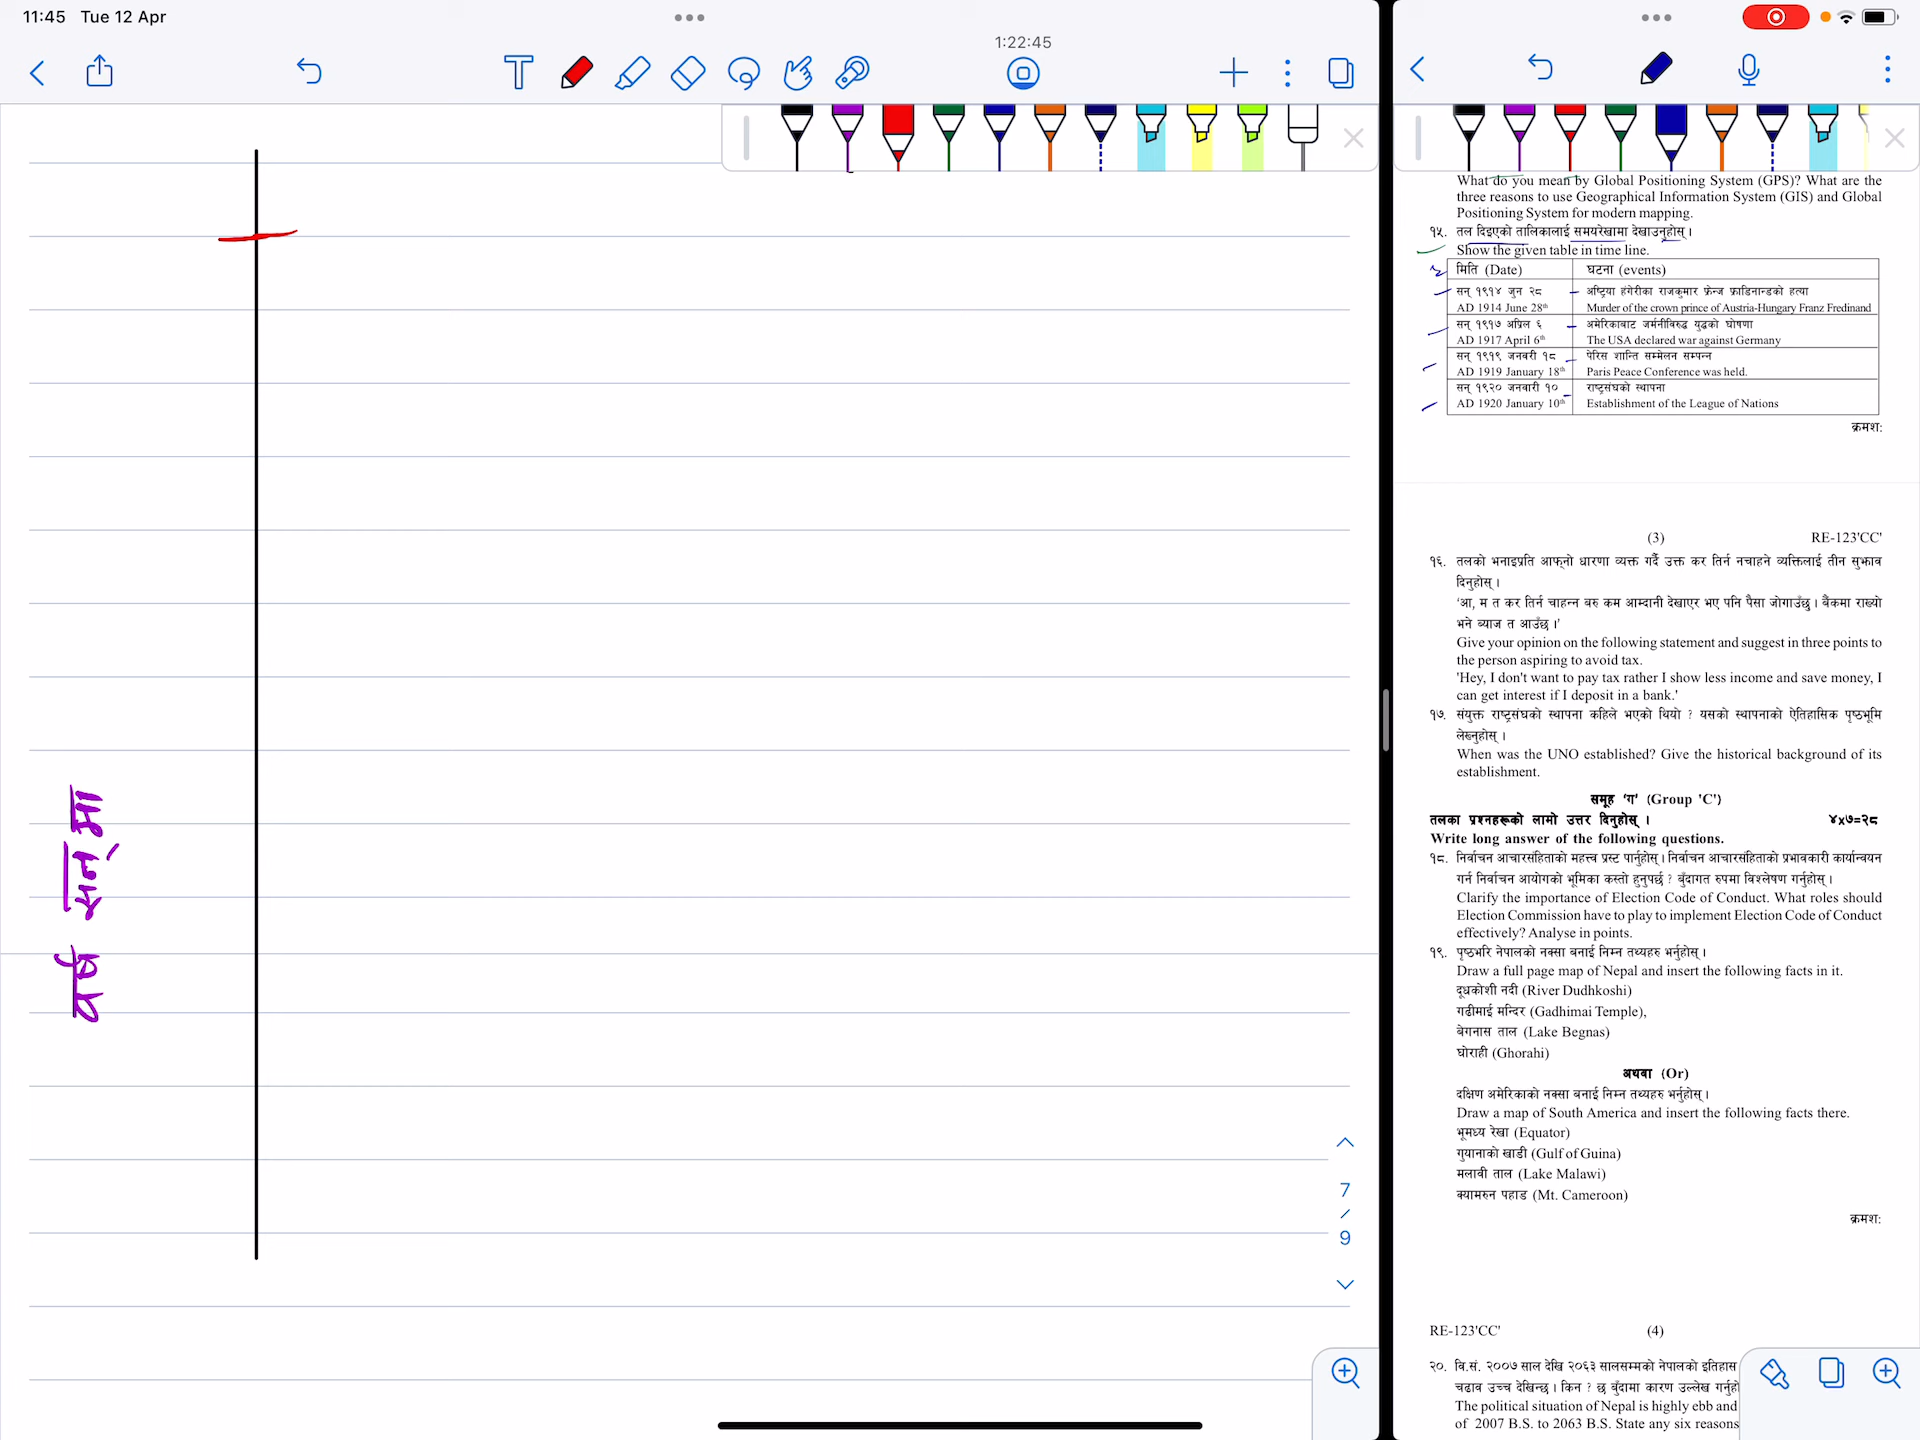 11:45 Tue 12 Apr
1:22:45
वर्ष सन् मा
7
9
What do you mean by Global Positioning System (GPS)? What are the
three reasons to use Geographical Information System (GIS) and Global
Positioning System for modern mapping.
१५. तल दिइएको तालिकालाई समयरेखामा देखाउनुहोस् ।
Show the given table in time line.
मिति (Date) घटना (events)
सन् १९१४ जुन २८ अष्ट्रिया हंगेरीका राजकुमार फ्रेन्ज फ्राडिनान्डको हत्या
AD 1914 June 28th Murder of the crown prince of Austria-Hungary Franz Fredinand
सन् १९१७ अप्रिल ६ अमेरिकाबाट जर्मनीविरुद्ध युद्धको घोषणा
AD 1917 April 6th The USA declared war against Germany
सन् १९१९ जनवरी १८ पेरिस शान्ति सम्मेलन सम्पन्न
AD 1919 January 18th Paris Peace Conference was held.
सन् १९२० जनवारी १० राष्ट्रसंघको स्थापना
AD 1920 January 10th Establishment of the League of Nations
क्रमश:
(3) RE-123'CC'
१६. तलको भनाइप्रति आफ्नो धारणा व्यक्त गर्दै उक्त कर तिर्न नचाहने व्यक्तिलाई तीन सुझाव
दिनुहोस् ।
'आ, म त कर तिर्न चाहन्न बरु कम आम्दानी देखाएर भए पनि पैसा जोगाउँछु । बैंकमा राख्यो
भने ब्याज त आउँछ ।'
Give your opinion on the following statement and suggest in three points to
the person aspiring to avoid tax.
'Hey, I don't want to pay tax rather I show less income and save money, I
can get interest if I deposit in a bank.'
१७. संयुक्त राष्ट्रसंघको स्थापना कहिले भएको थियो ? यसको स्थापनाको ऐतिहासिक पृष्ठभूमि
लेख्नुहोस् ।
When was the UNO established? Give the historical background of its
establishment.
समूह 'ग' (Group 'C')
तलका प्रश्नहरूको लामो उत्तर दिनुहोस् । ४x७=२८
Write long answer of the following questions.
१८. निर्वाचन आचारसंहिताको महत्त्व प्रस्ट पार्नुहोस् । निर्वाचन आचारसंहिताको प्रभावकारी कार्यान्वयन
गर्न निर्वाचन आयोगको भूमिका कस्तो हुनुपर्छ ? बुँदागत रुपमा विश्लेषण गर्नुहोस् ।
Clarify the importance of Election Code of Conduct. What roles should
Election Commission have to play to implement Election Code of Conduct
effectively? Analyse in points.
१९. पृष्ठभरि नेपालको नक्सा बनाई निम्न तथ्यहरु भर्नुहोस् ।
Draw a full page map of Nepal and insert the following facts in it.
दूधकोशी नदी (River Dudhkoshi)
गढीमाई मन्दिर (Gadhimai Temple),
बेगनास ताल (Lake Begnas)
घोराही (Ghorahi)
अथवा (Or)
दक्षिण अमेरिकाको नक्सा बनाई निम्न तथ्यहरु भर्नुहोस् ।
Draw a map of South America and insert the following facts there.
भूमध्य रेखा (Equator)
गुयानाको खाडी (Gulf of Guina)
मलावी ताल (Lake Malawi)
क्यामरुन पहाड (Mt. Cameroon)
क्रमश:
RE-123'CC' (4)
२०. वि.सं. २००७ साल देखि २०६३ सालसम्मको नेपालको इतिहास
चढाव उच्च देखिन्छ । किन ? छ बुँदामा कारण उल्लेख
The political situation of Nepal is highly ebb and
of 2007 B.S. to 2063 B.S. State any six reasons